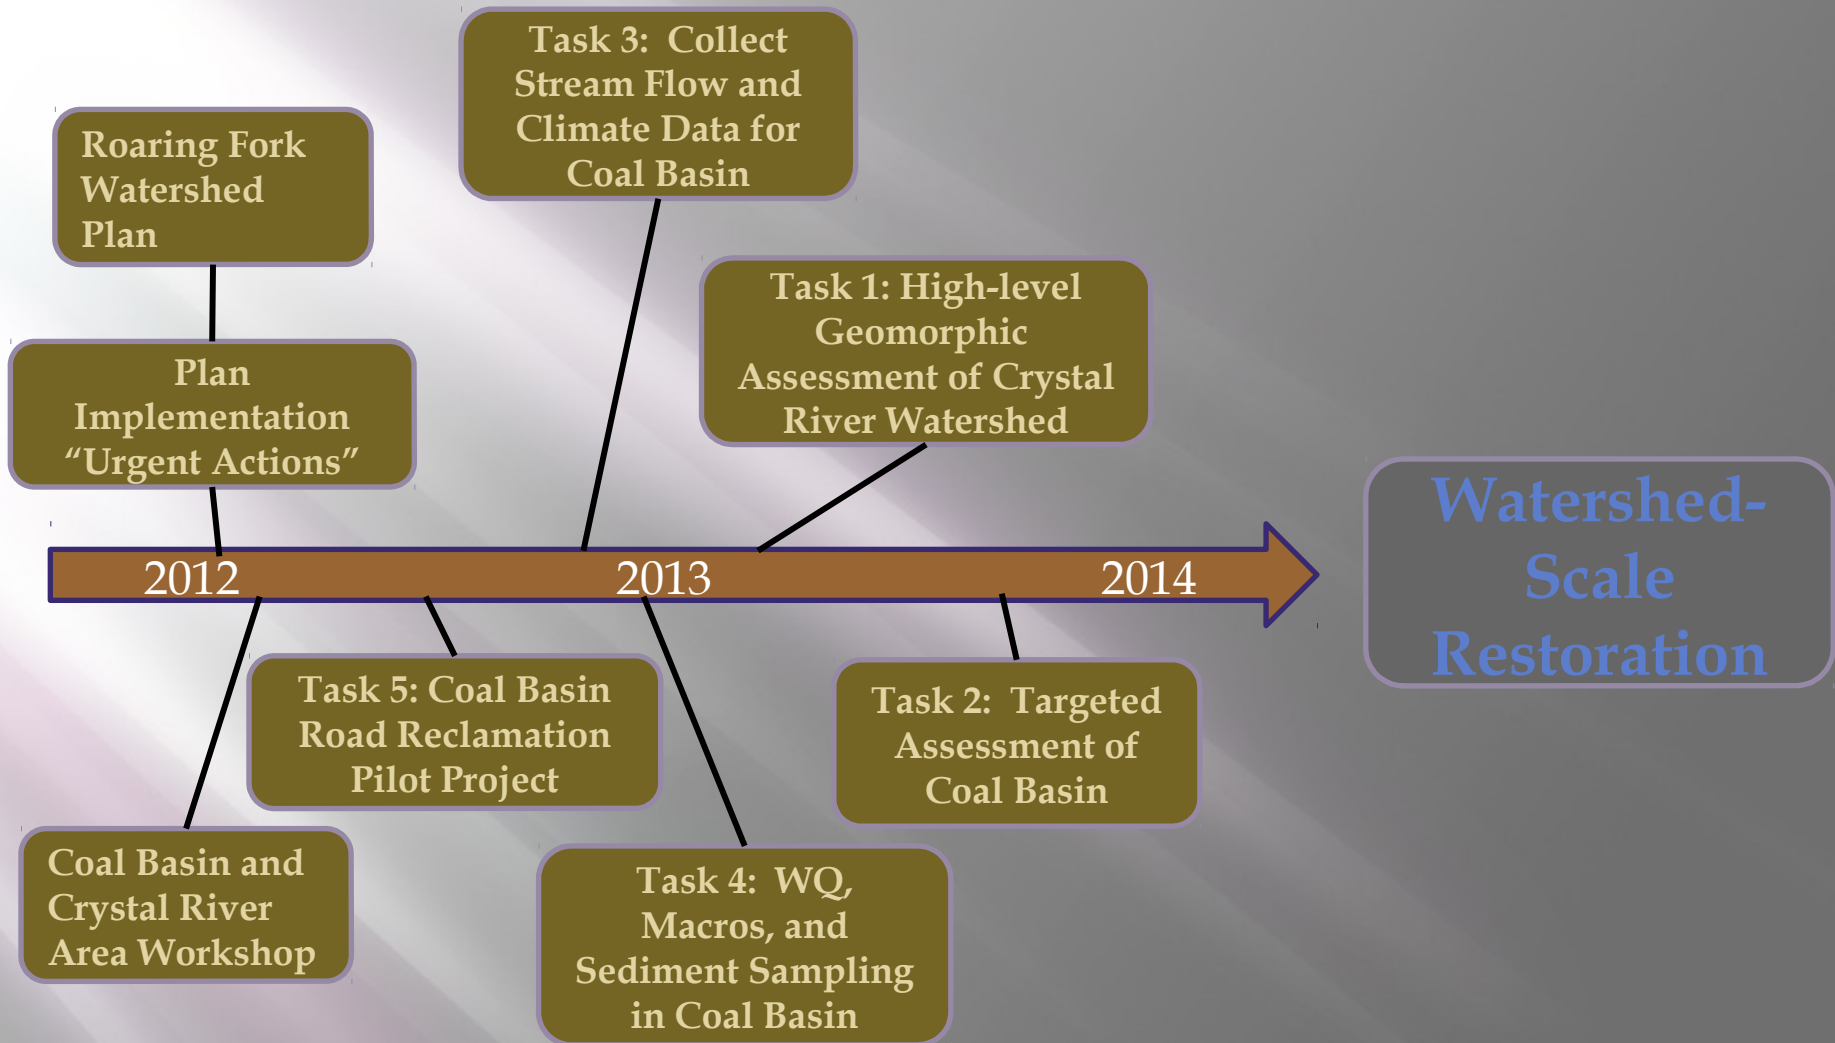 Task 3:  Collect
Stream Flow and
Climate Data for
Coal Basin
Roaring Fork
Watershed
Plan
Task 1: High-level
Geomorphic
Assessment of Crystal
River Watershed
Plan
Implementation
“Urgent Actions”
Watershed-
Scale
Restoration
2012
2013
2014
Task 5: Coal Basin
Road Reclamation
Pilot Project
Task 2:  Targeted
Assessment of
Coal Basin
Coal Basin and
Crystal River
Area Workshop
Task 4:  WQ,
Macros, and
Sediment Sampling
in Coal Basin